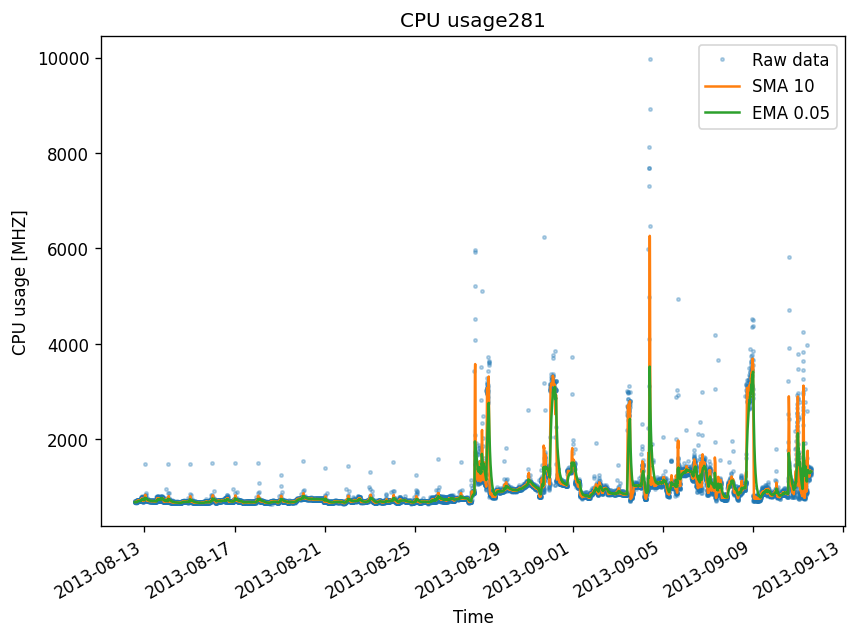 CPU usage281
Raw data
SMA 10
EMA 0.05
CPU usage [MHZ]
10000
8000
6000
4000
2000
2013-08-13
2013-08-17
2013-08-21
2013-08-25
2013-08-29
2013-09-01
2013-09-05
2013-09-09
2013-09-13
Time